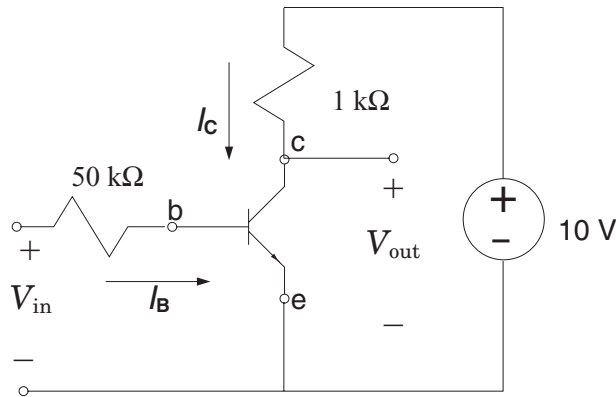 1 kΩ
I_C
c
50 kΩ
b
+
+
+
-
10 V
V_in
I_B
e
V_out
−
−